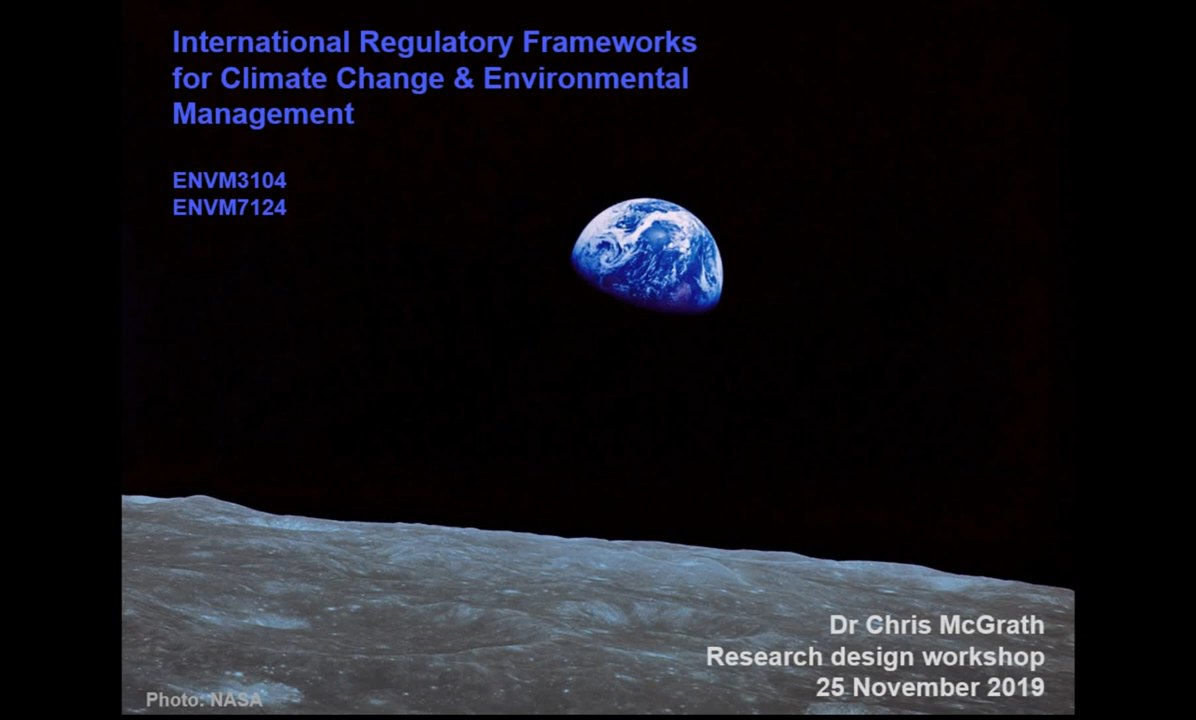 International Regulatory Frameworks
for Climate Change & Environmental
Management
ENVM3104
ENVM7124
Dr Chris McGrath
Research design workshop
25 November 2019
Photo: NASA